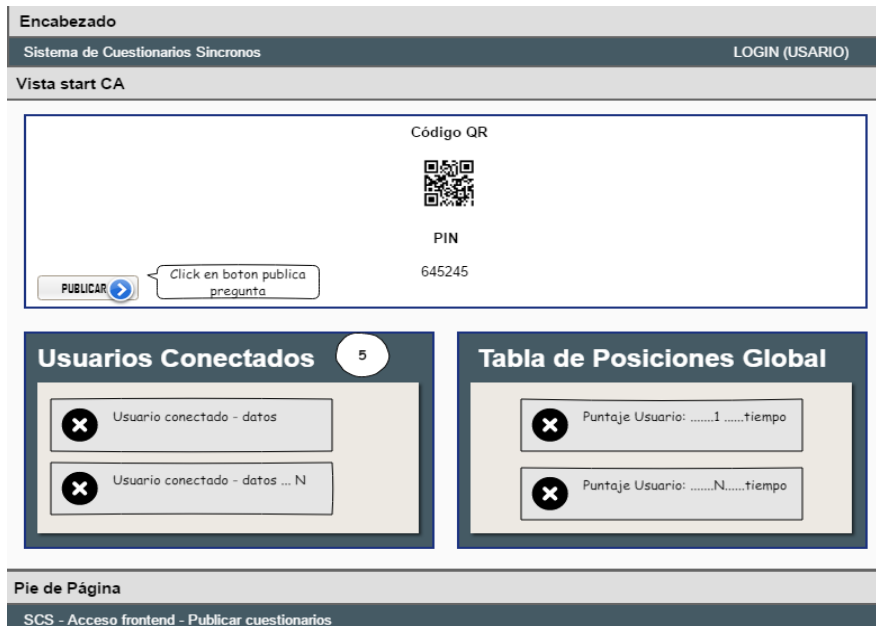 Encabezado
Sistema de Cuestionarios Sincronos
LOGIN (USARIO)
Vista start CA
Código QR
PIN
645245
PUBLICAR
Click en boton publica
pregunta
Usuarios Conectados
5
Usuario conectado - datos
Usuario conectado - datos ... N
Tabla de Posiciones Global
Puntaje Usuario: .......1 ......tiempo
Puntaje Usuario: .......N......tiempo
Pie de Página
SCS - Acceso frontend - Publicar cuestionarios